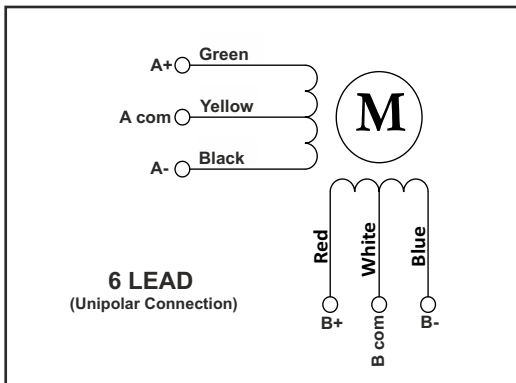 A+ Green
A com Yellow
A- Black
M
Red
White
Blue
B+
B com
B-
6 LEAD
(Unipolar Connection)